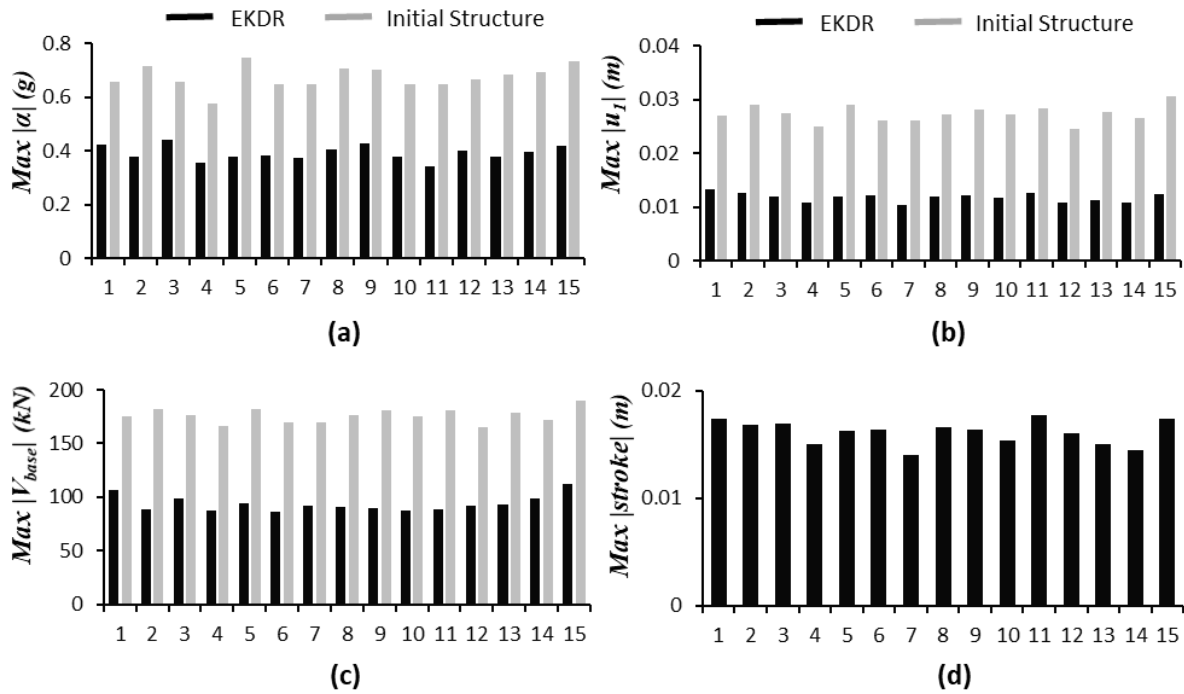 EKDR Initial Structure
Max |a| (g)
0.8
0.6
0.4
0.2
0
1 2 3 4 5 6 7 8 9 10 11 12 13 14 15
(a)
EKDR Initial Structure
Max |u1| (m)
0.04
0.03
0.02
0.01
0
1 2 3 4 5 6 7 8 9 10 11 12 13 14 15
(b)
Max |Vbase| (kN)
200
150
100
50
0
1 2 3 4 5 6 7 8 9 10 11 12 13 14 15
(c)
Max |stroke| (m)
0.02
0.01
0
1 2 3 4 5 6 7 8 9 10 11 12 13 14 15
(d)